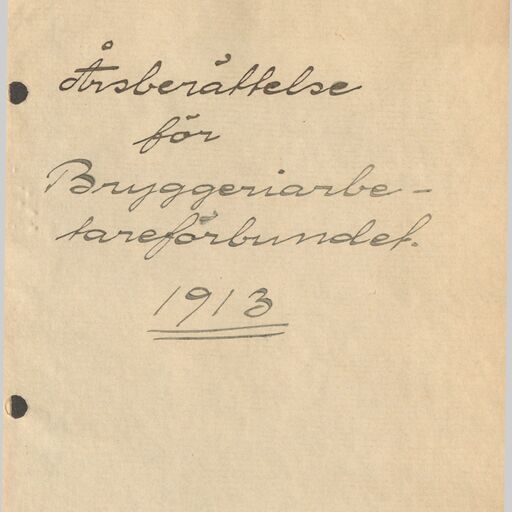 Årsberättelse
för
Bryggeriarbe-
tareförbundet.
1913